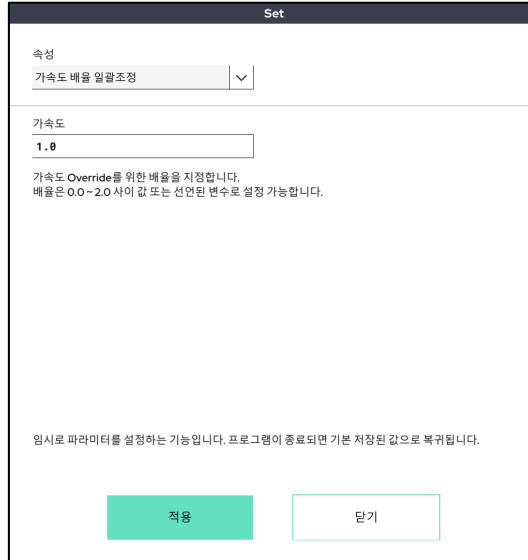 Set
속성
가속도 배율 일괄조정
가속도
1.0
가속도 Override를 위한 배율을 지정합니다.
배율은 0.0 ~ 2.0 사이 값 또는 선언된 변수로 설정 가능합니다.
임시로 파라미터를 설정하는 기능입니다. 프로그램이 종료되면 기본 저장된 값으로 복귀됩니다.
적용
닫기